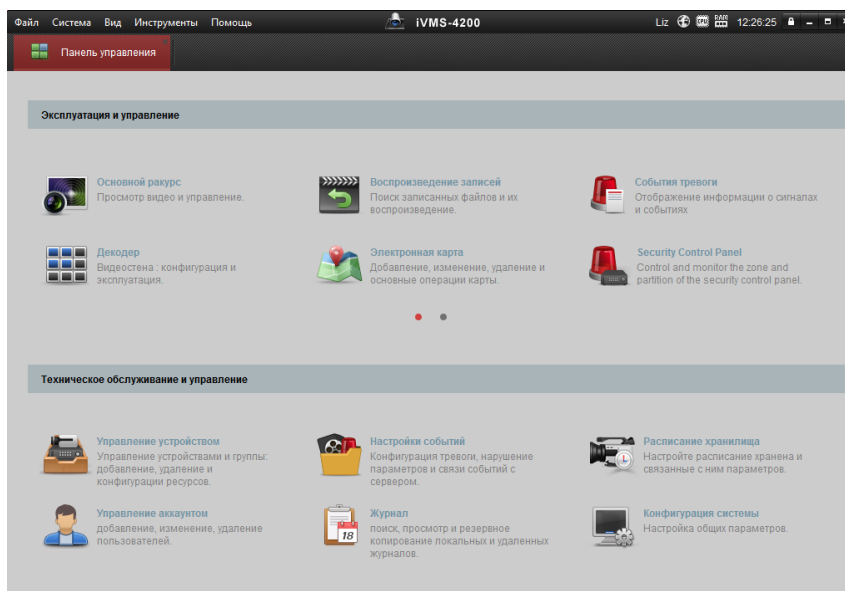 Файл Система Вид Инструменты Помощь iVMS-4200 Liz CPU RAM 12:26:25
Панель управления
Эксплуатация и управление
Основной ракурс
Просмотр видео и управление.
Воспроизведение записей
Поиск записанных файлов и их
воспроизведение.
События тревоги
Отображение информации о сигналах
и событиях
Декодер
Видеостена : конфигурация и
эксплуатация.
Электронная карта
Добавление, изменение, удаление и
основные операции карты.
Security Control Panel
Control and monitor the zone and
partition of the security control panel.
Техническое обслуживание и управление
Управление устройством
Управление устройствами и группы:
добавление, удаление и
конфигурации ресурсов.
Настройки событий
Конфигурация тревоги, нарушение
параметров и связи событий с
сервером.
Расписание хранилища
Настройте расписание хранена и
связанные с ним параметров.
Управление аккаунтом
добавление, изменение, удаление
пользователей.
18
Журнал
поиск, просмотр и резервное
копирование локальных и удаленных
журналов.
Конфигурация системы
Настройка общих параметров.